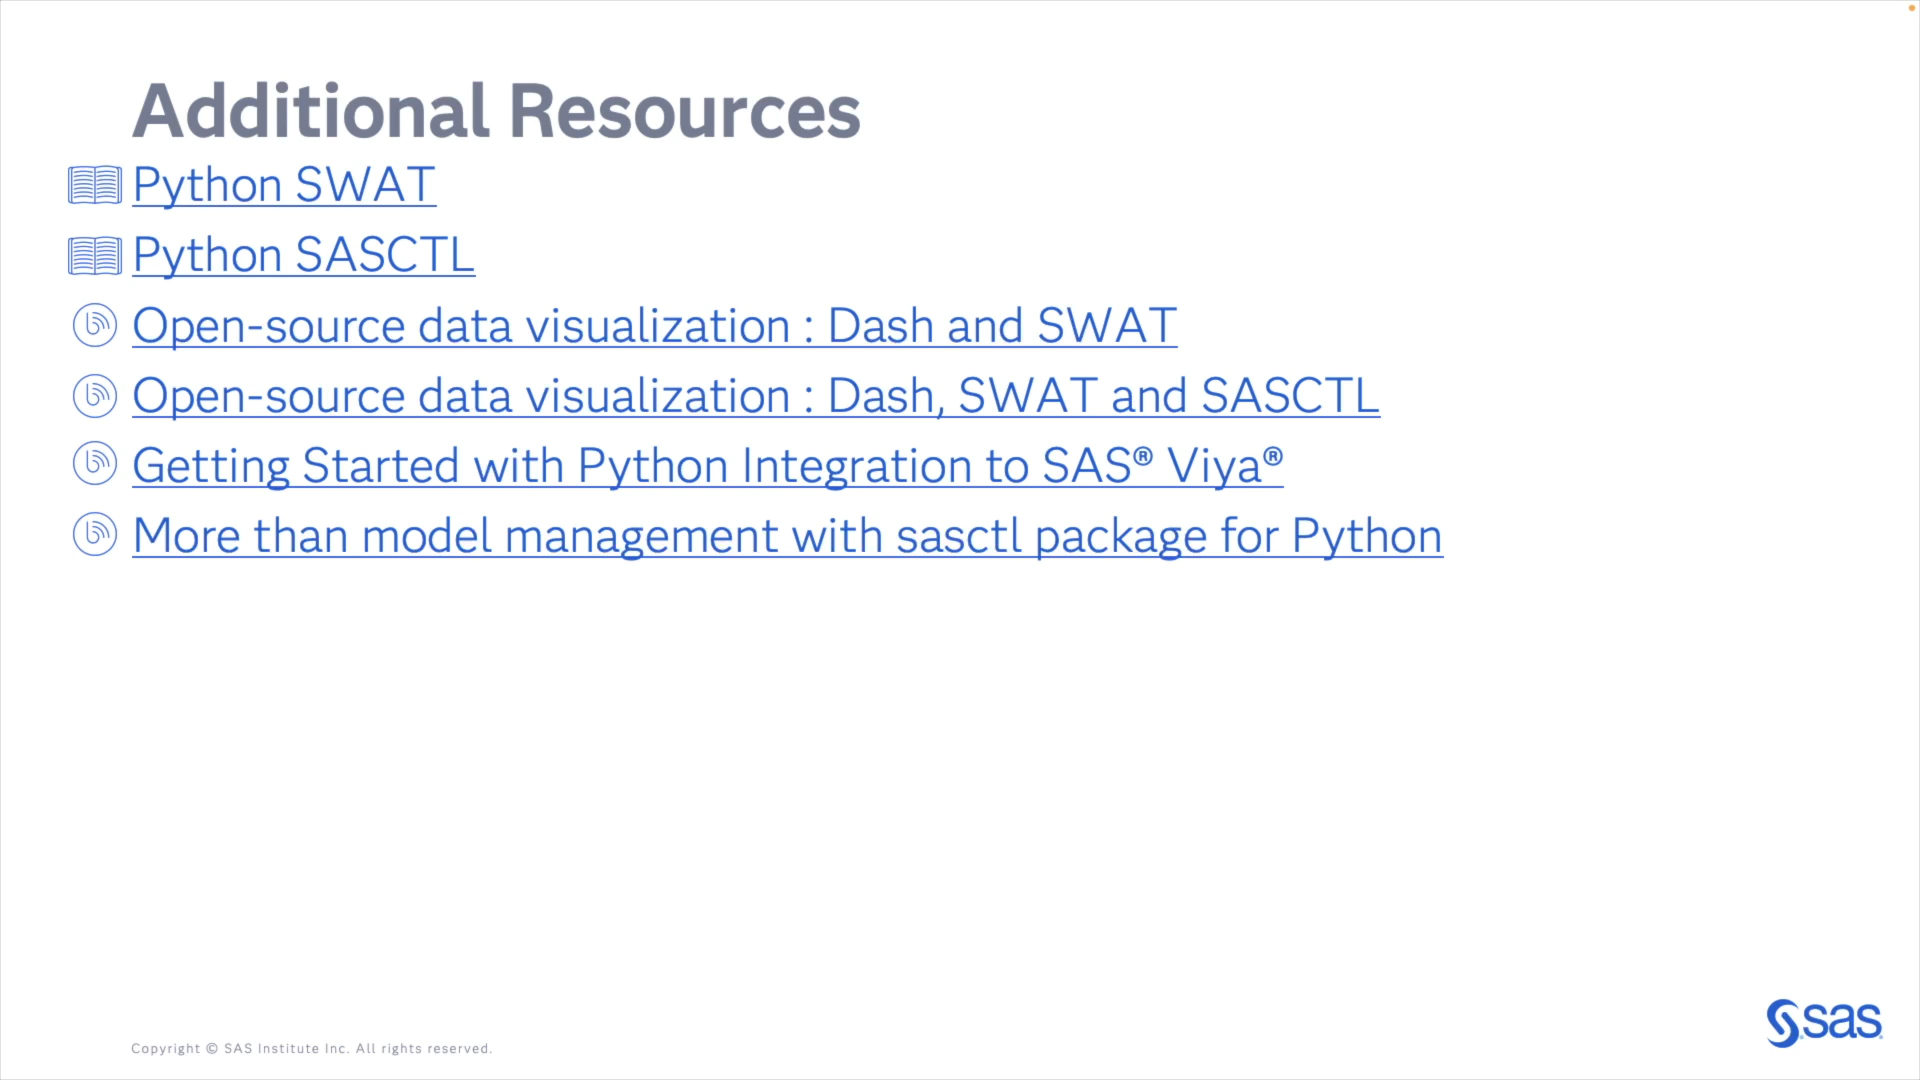 Additional Resources
Python SWAT
Python SASCTL
Open-source data visualization : Dash and SWAT
Open-source data visualization : Dash, SWAT and SASCTL
Getting Started with Python Integration to SAS® Viya®
More than model management with sasctl package for Python
Copyright © SAS Institute Inc. All rights reserved.
sas